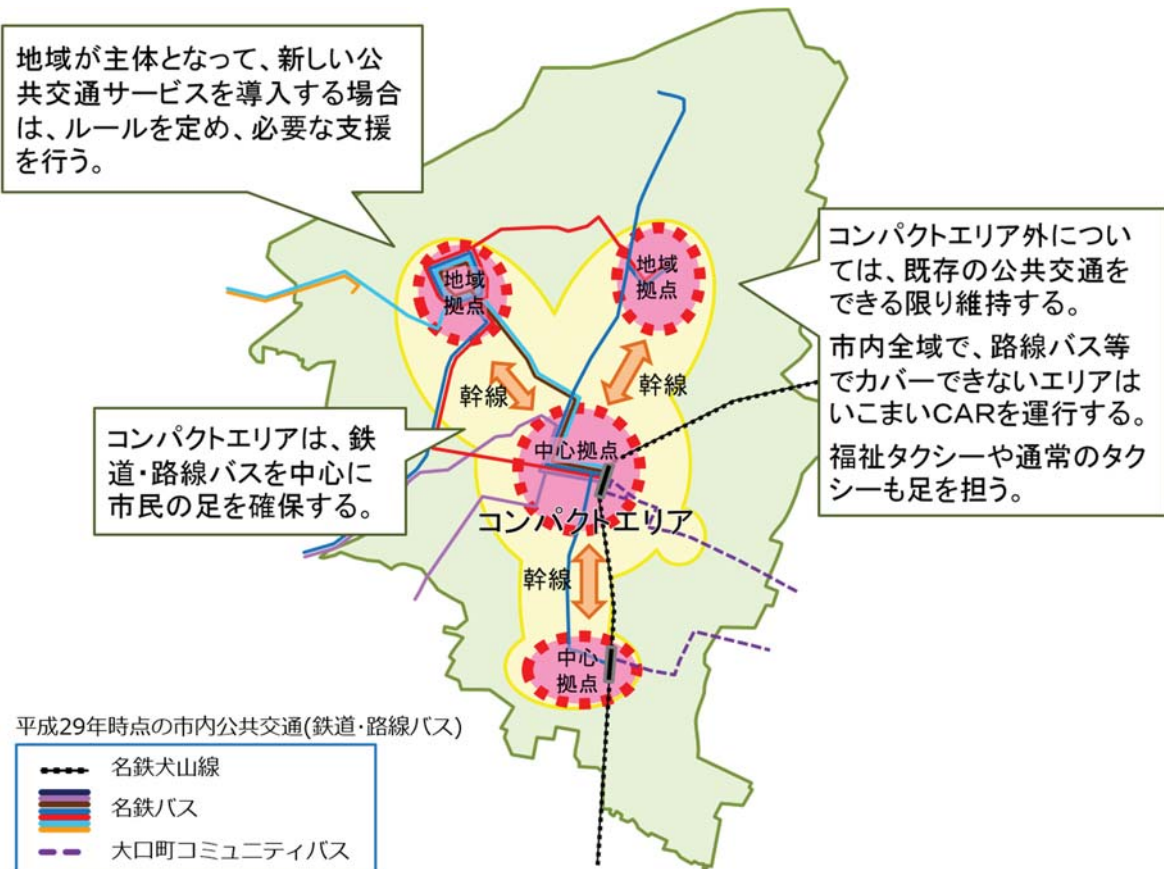 地域が主体となって、新しい公
共交通サービスを導入する場合
は、ルールを定め、必要な支援
を行う。
コンパクトエリア外につい
ては、既存の公共交通を
できる限り維持する。
市内全域で、路線バス等
でカバーできないエリアは
いこまいCARを運行する。
福祉タクシーや通常のタク
シーも足を担う。
地域
拠点
地域
拠点
幹線
幹線
コンパクトエリアは、鉄
道・路線バスを中心に
市民の足を確保する。
中心拠点
コンパクトエリア
幹線
中心
拠点
平成29年時点の市内公共交通(鉄道・路線バス)
名鉄犬山線
名鉄バス
大口町コミュニティバス